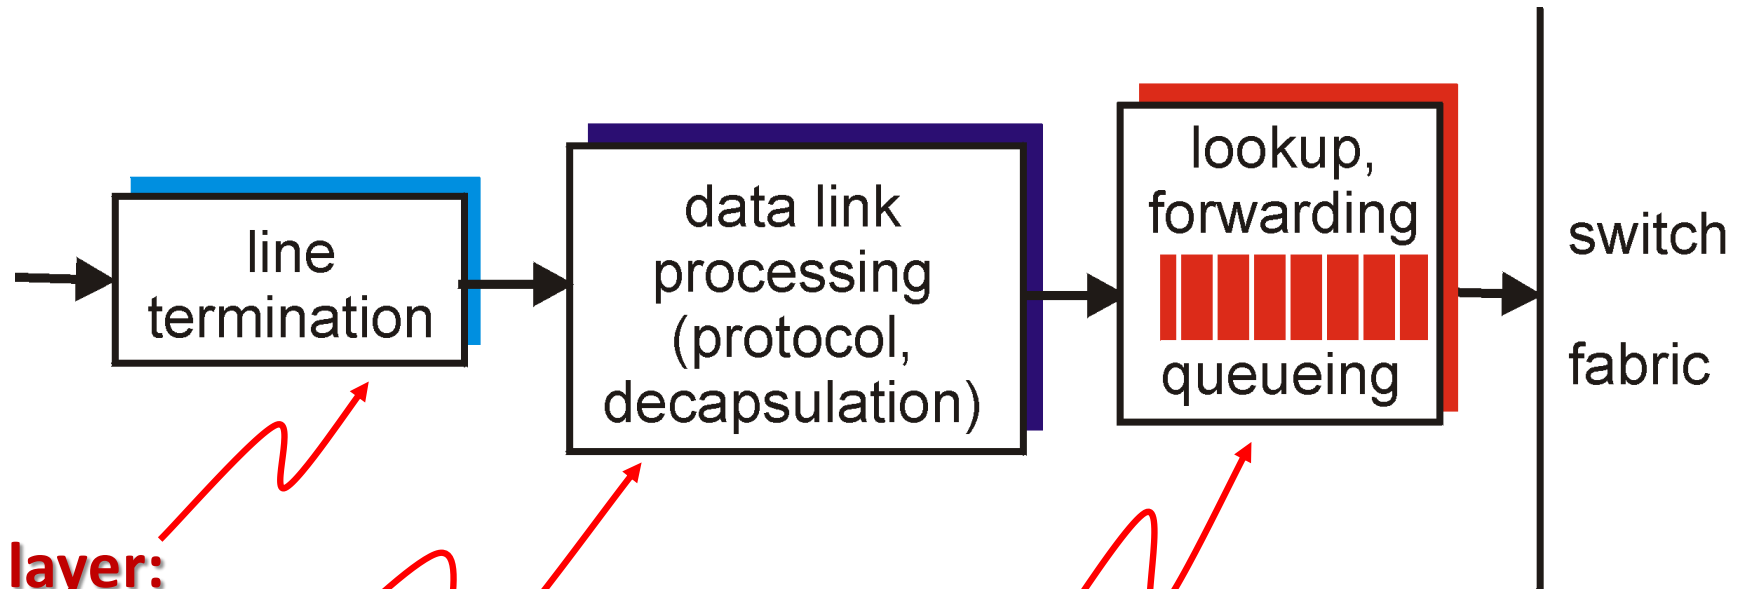 line
termination
data link
processing
(protocol,
decapsulation)
lookup,
forwarding
queueing
switch
fabric
layer: